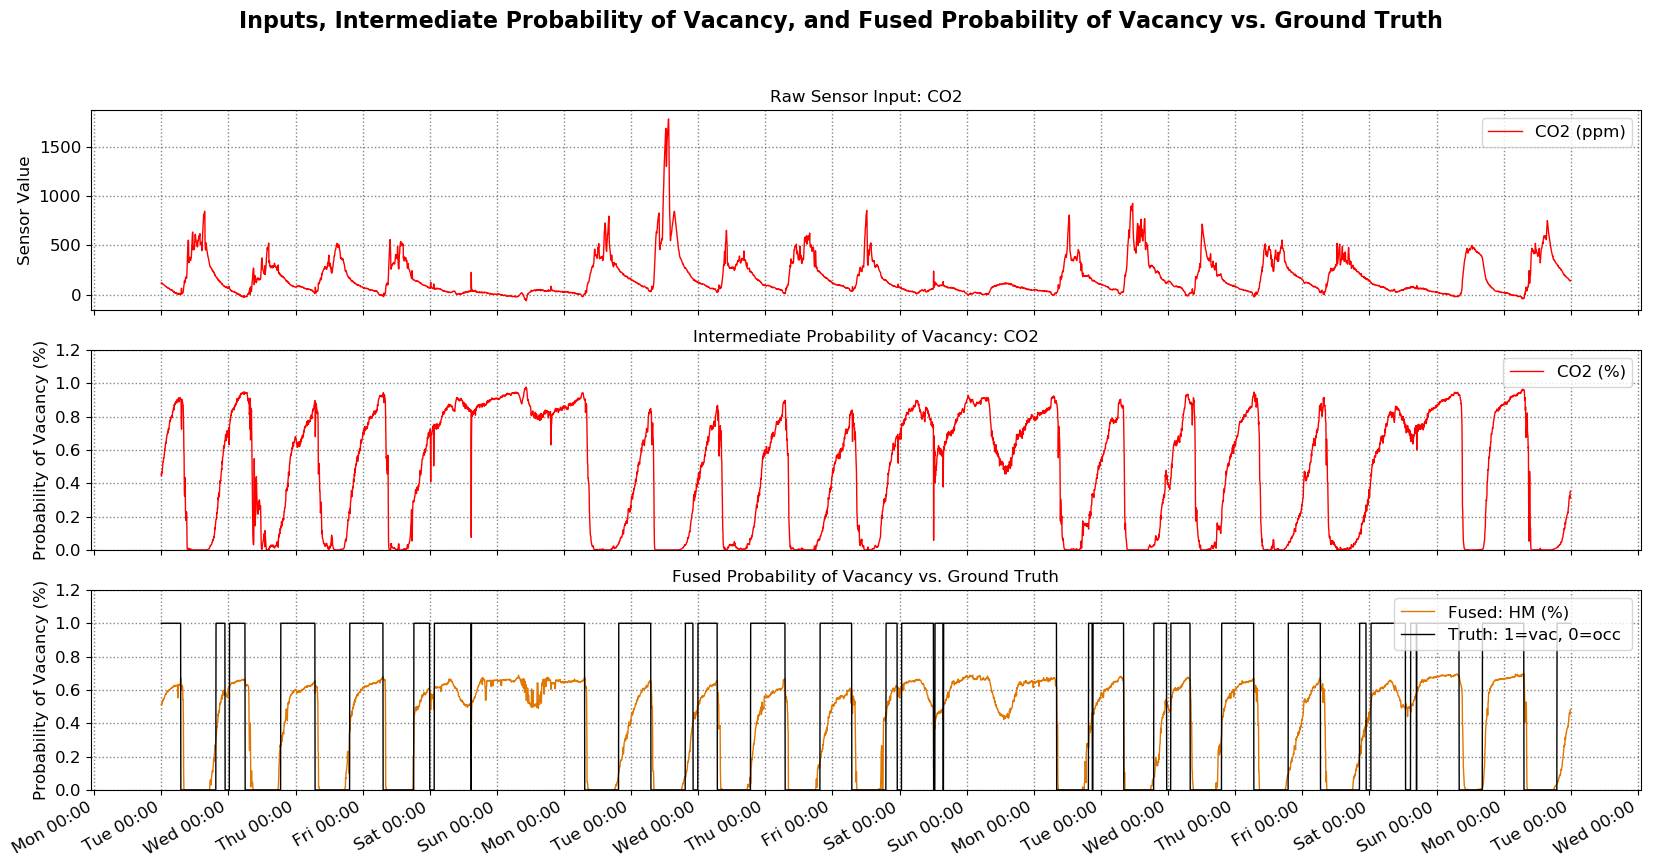 Inputs, Intermediate Probability of Vacancy, and Fused Probability of Vacancy vs. Ground Truth
Raw Sensor Input: CO2
Sensor Value
1500
1000
500
0
CO2 (ppm)
Intermediate Probability of Vacancy: CO2
Probability of Vacancy (%)
1.2
1.0
0.8
0.6
0.4
0.2
0.0
CO2 (%)
Fused Probability of Vacancy vs. Ground Truth
Probability of Vacancy (%)
1.2
1.0
0.8
0.6
0.4
0.2
0.0
Fused: HM (%)
Truth: 1=vac, 0=occ
Mon 00:00
Tue 00:00
Wed 00:00
Thu 00:00
Fri 00:00
Sat 00:00
Sun 00:00
Mon 00:00
Tue 00:00
Wed 00:00
Thu 00:00
Fri 00:00
Sat 00:00
Sun 00:00
Mon 00:00
Tue 00:00
Wed 00:00
Thu 00:00
Fri 00:00
Sat 00:00
Sun 00:00
Mon 00:00
Tue 00:00
Wed 00:00